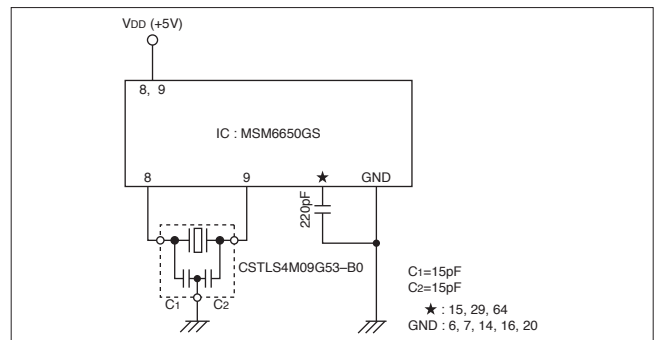 VDD (+5V)
8, 9
IC : MSM6650GS
8
9
★
GND
220pF
CSTLS4M09G53–B0
C1
C2
C1=15pF
C2=15pF
★ : 15, 29, 64
GND : 6, 7, 14, 16, 20